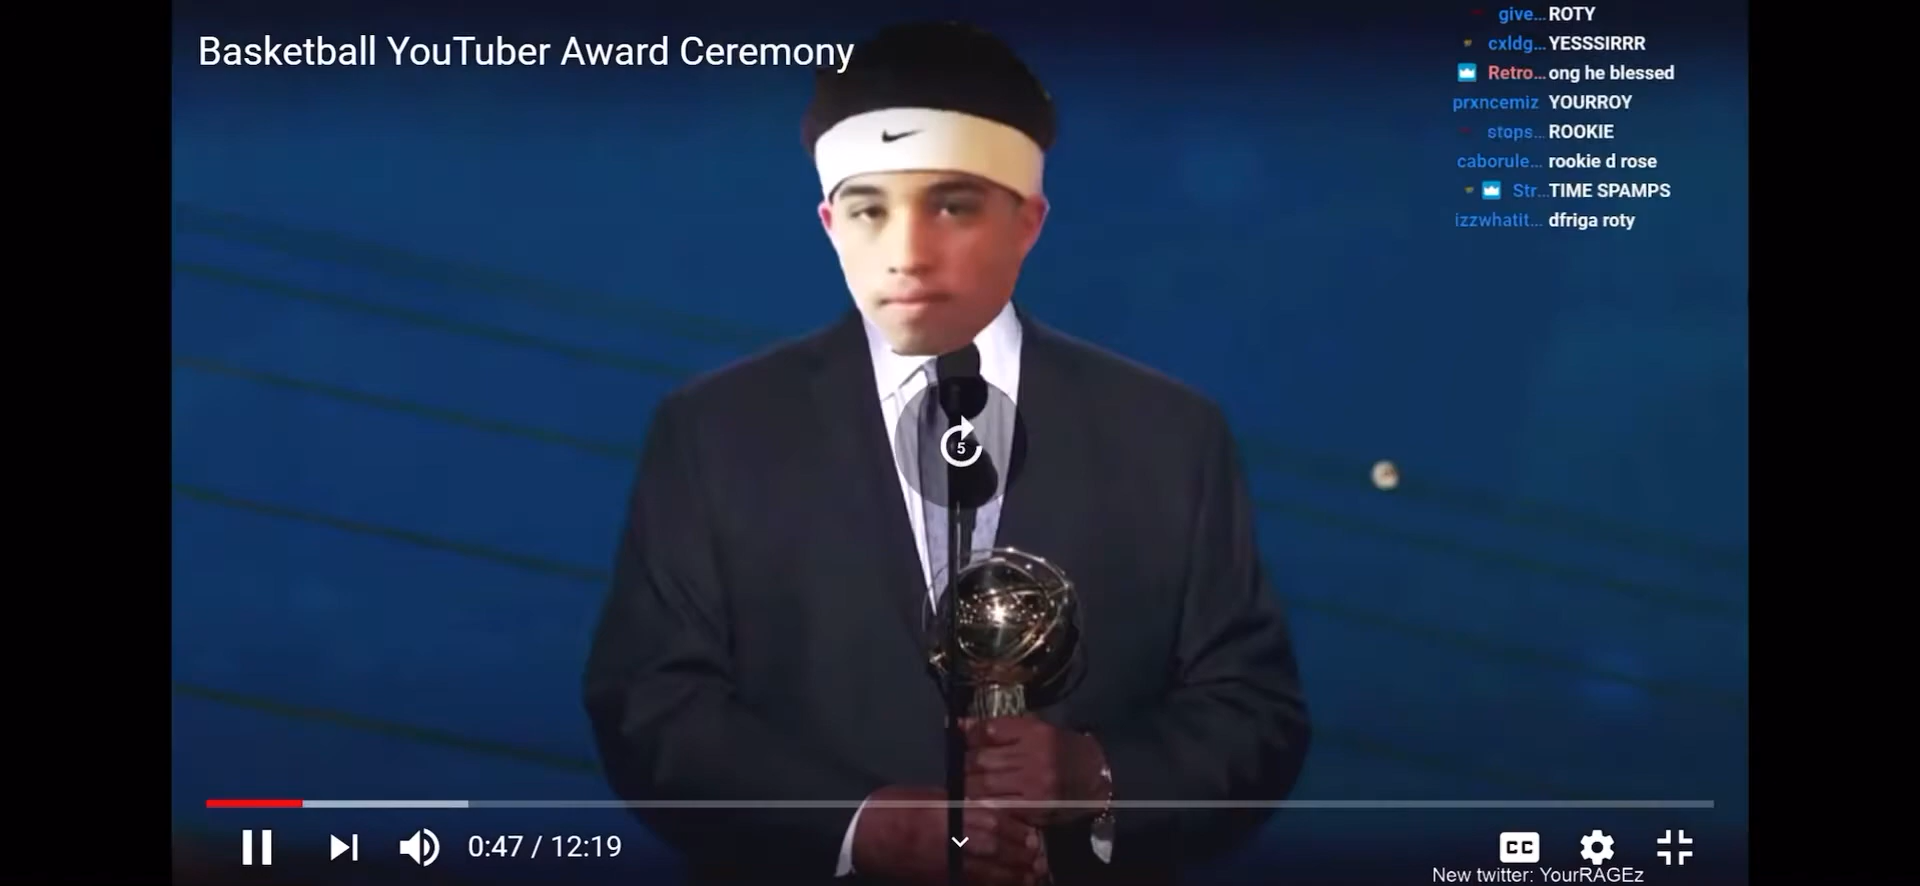 Basketball YouTuber Award Ceremony
give... ROTY
cxldg... YESSSIRRR
Retro... ong he blessed
prxncemiz YOURROY
stops... ROOKIE
caborule... rookie d rose
Str... TIME SPAMPS
izzwhatit... dfriga roty
5
0:47 / 12:19
CC
New twitter: YourRAGEz